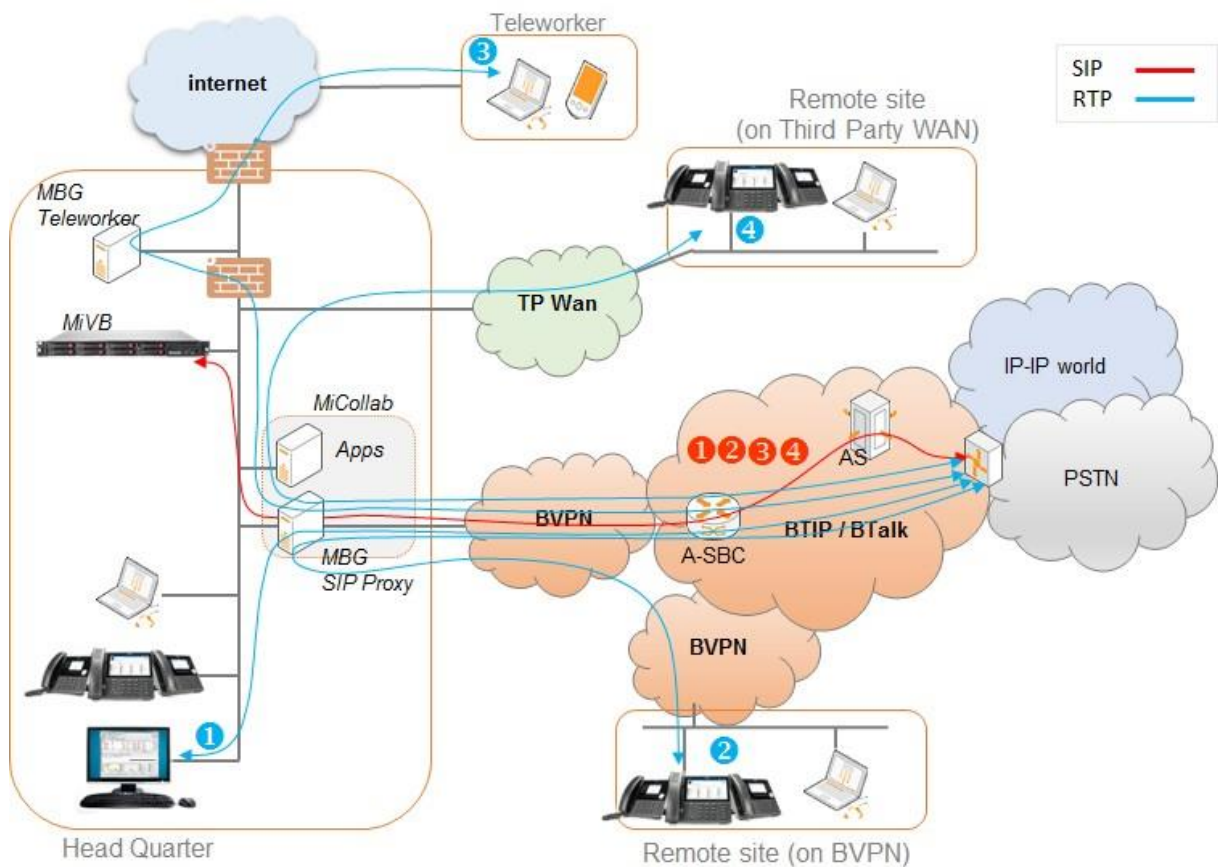 Teleworker
3
internet
SIP
RTP
Remote site
(on Third Party WAN)
MBG
Teleworker
4
TP Wan
MiVB
IP-IP world
MiCollab
Apps
1 2 3 4
AS
PSTN
BVPN
BTIP / BTalk
A-SBC
MBG
SIP Proxy
BVPN
1
2
Head Quarter
Remote site (on BVPN)